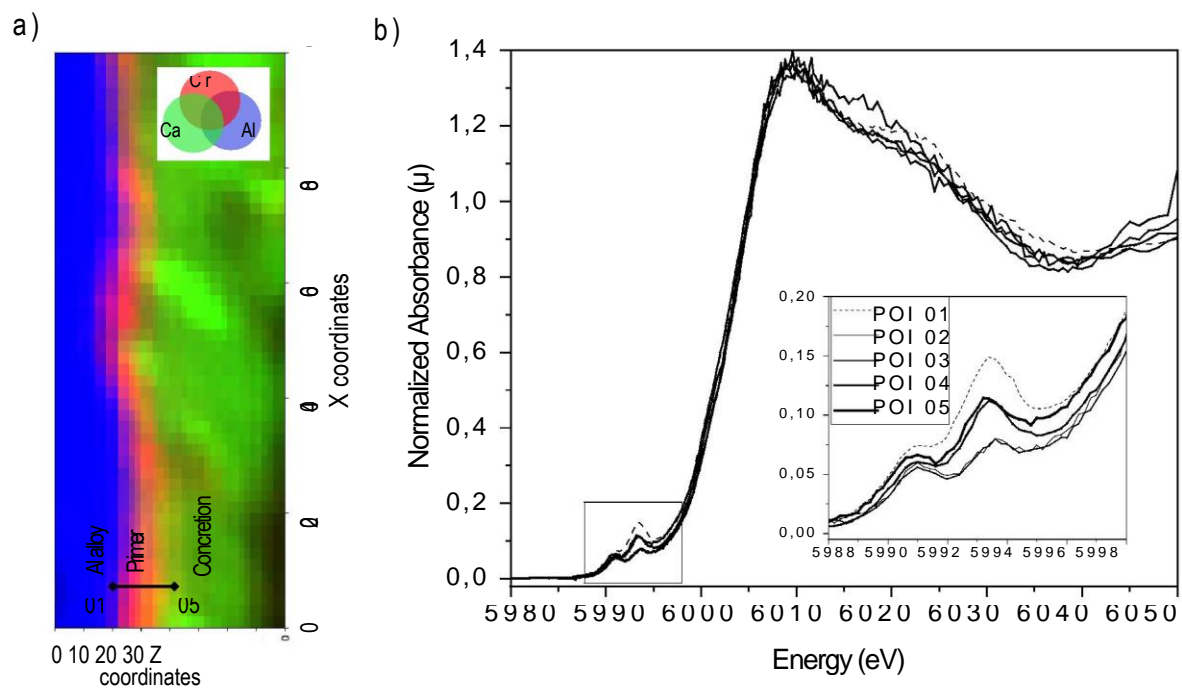 a)
Cr
Ca
Al
X coordinates
0
Al alloy
Primer
Concretion
01
05
0 10 20 30 Z
coordinates
b)
Normalized Absorbance (µ)
1,4
1,2
1,0
0,8
0,6
0,4
0,2
0,0
5980 5990 6000 6010 6020 6030 6040 6050
Energy (eV)
0,20
0,15
0,10
0,05
0,00
5988 5990 5992 5994 5996 5998
POI 01
POI 02
POI 03
POI 04
POI 05